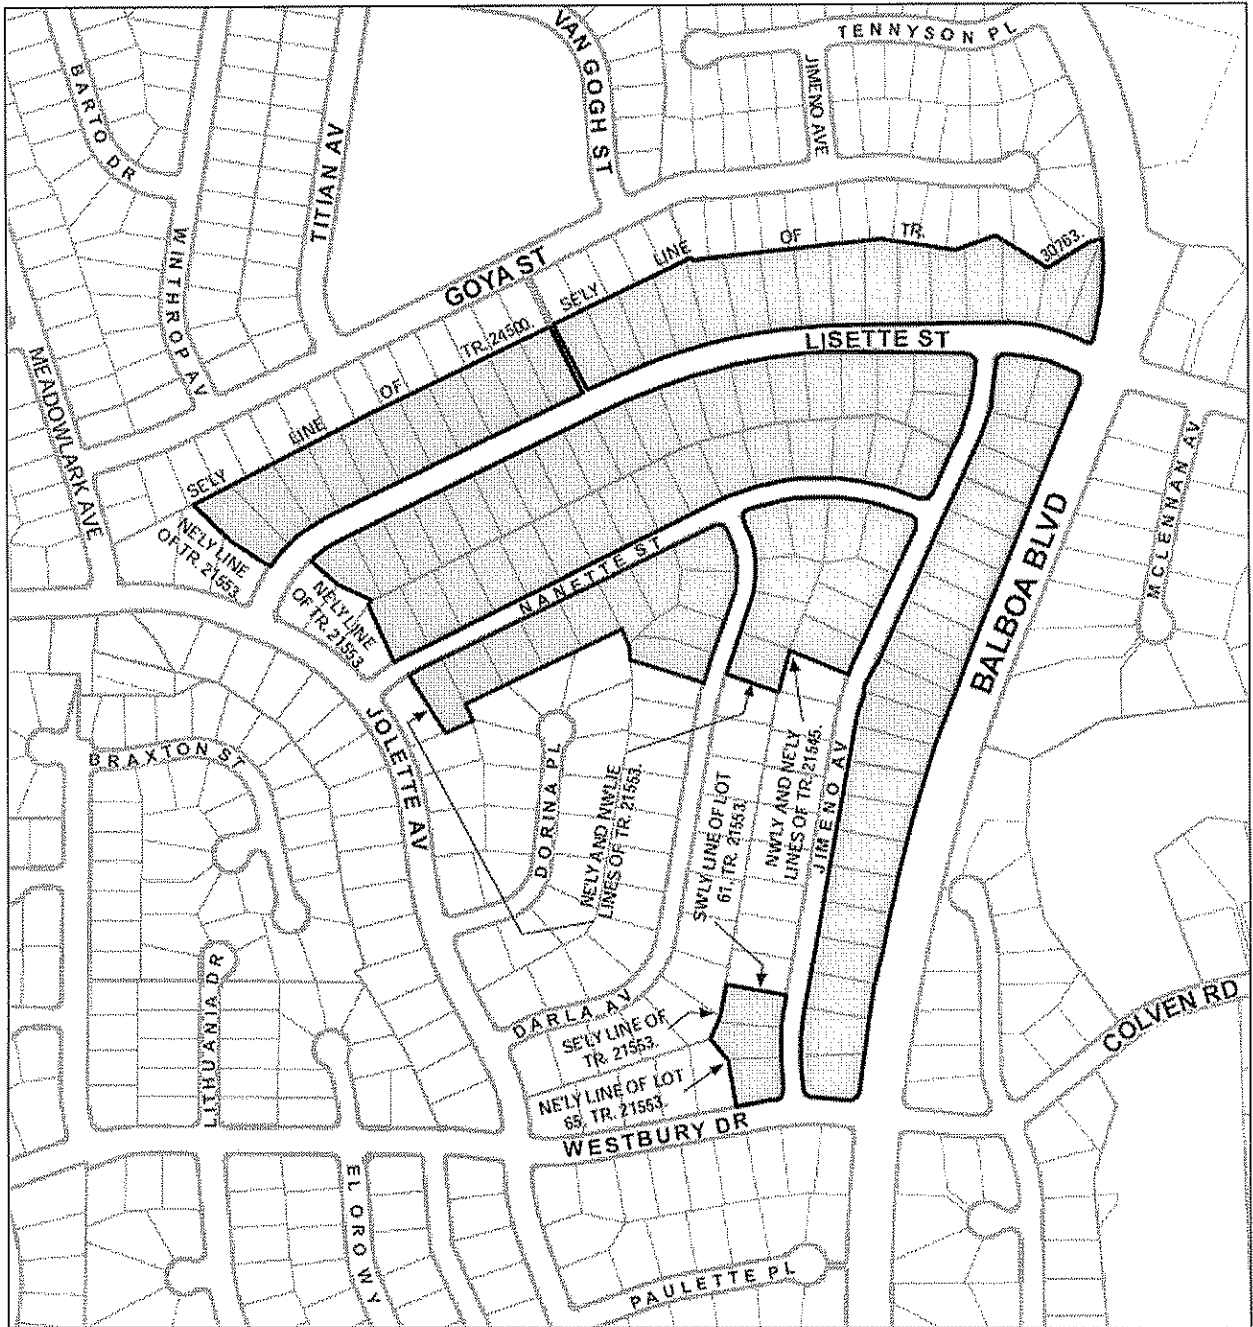 BARTO DR
WINTHROP AV
TITIAN AV
VAN GOGH ST
TENNYSON PL
JIMENO AVE
GOYA ST
SE'LY LINE OF TR. 30763.
SE'LY LINE OF TR. 24500.
LISETTE ST
MEADOWLARK AVE
NE'LY LINE
OF TR. 21553.
NE'LY LINE
OF TR. 21553.
NANETTE ST
BALBOA BLVD
MCLENNAN AV
JOLETTE AV
BRAXTON ST
DORINA PL
NE'LY AND NW'LIE
LINES OF TR. 21553.
SW'LY LINE OF LOT
61, TR. 21553.
NW'LY AND NE'LY
LINES OF TR. 21545.
JIMENO AV
LITHUANIA DR
DARLA AV
SE'LY LINE OF
TR. 21553.
NE'LY LINE OF LOT
65, TR. 21553.
COLVEN RD
WESTBURY DR
EL ORO WY
PAULETTE PL